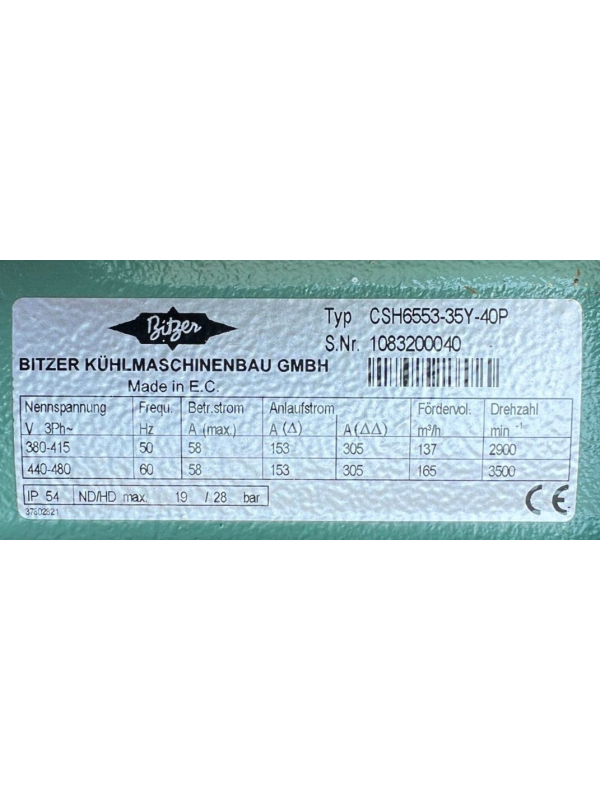 Bitzer
Typ CSH6553-35Y-40P
S.Nr. 1083200040
BITZER KÜHLMASCHINENBAU GMBH
Made in E.C.
Nennspannung Frequ. Betr.strom Anlaufstrom Fördervol. Drehzahl
V 3Ph~ Hz A (max.) A (△) A (△△) m³/h min -1
380-415 50 58 153 305 137 2900
440-480 60 58 153 305 165 3500
IP 54 ND/HD max. 19 / 28 bar
CE